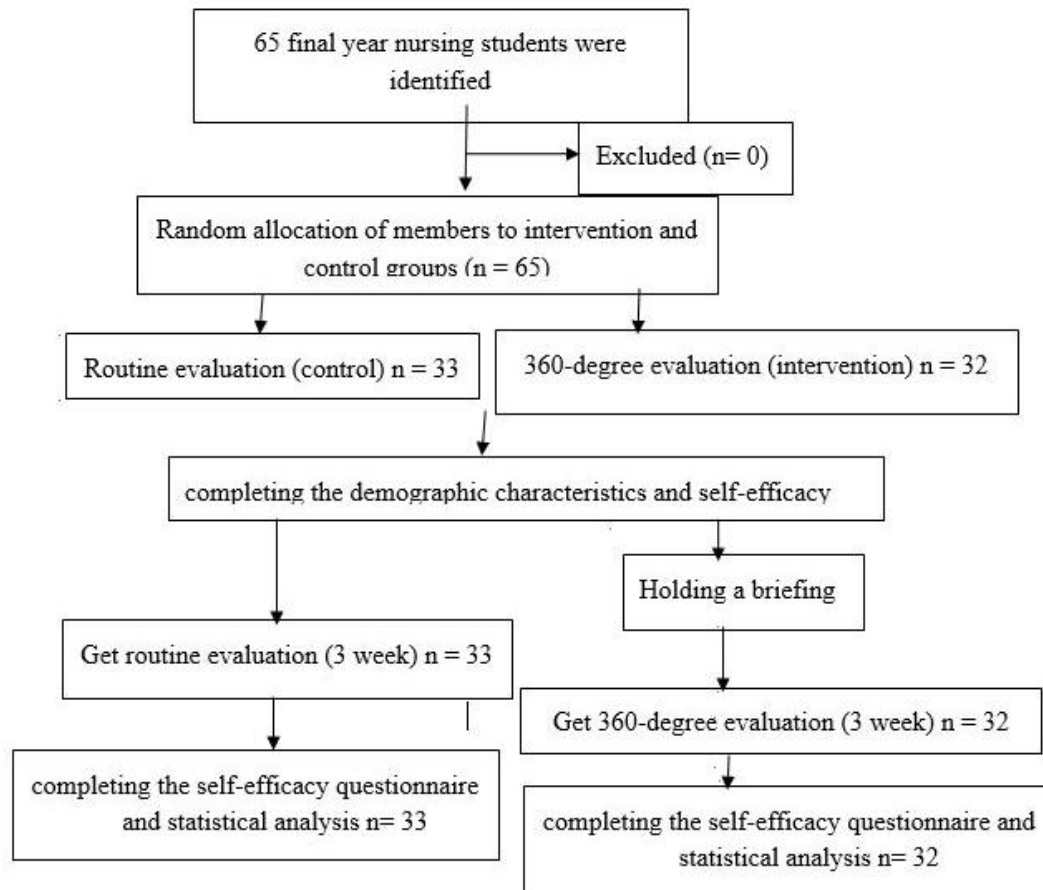 65 final year nursing students were
identified
Excluded (n= 0)
Random allocation of members to intervention and
control groups (n = 65)
Routine evaluation (control) n = 33
360-degree evaluation (intervention) n = 32
completing the demographic characteristics and self-efficacy
Holding a briefing
Get routine evaluation (3 week) n = 33
Get 360-degree evaluation (3 week) n = 32
completing the self-efficacy questionnaire
and statistical analysis n= 33
completing the self-efficacy questionnaire and
statistical analysis n= 32